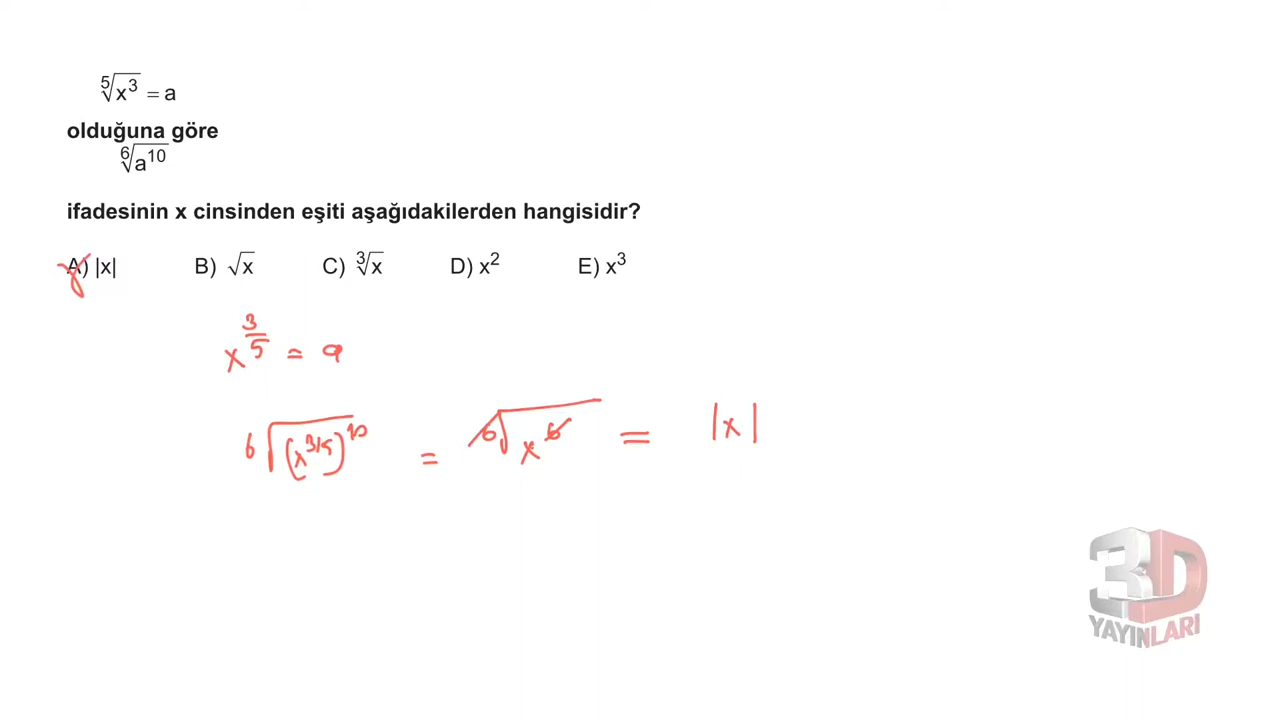 ⁵√x³ = a
olduğuna göre
⁶√a¹⁰
ifadesinin x cinsinden eşiti aşağıdakilerden hangisidir?
A) |x| B) √x C) ³√x D) x² E) x³
x^(3/5) = a
⁶√(x^(3/5))¹⁰ = ⁶√x⁶ = |x|
3D
YAYINLARI